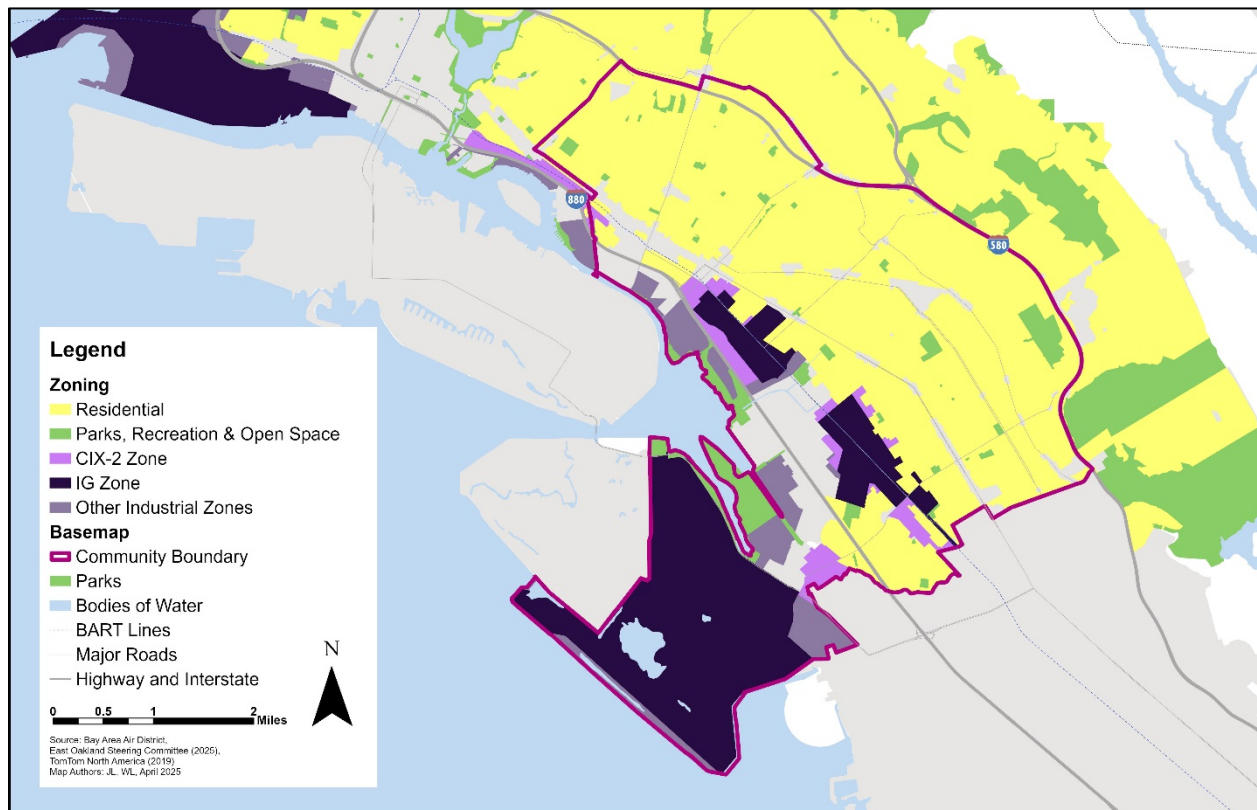 880
580
Legend
Zoning
Residential
Parks, Recreation & Open Space
CIX-2 Zone
IG Zone
Other Industrial Zones
Basemap
Community Boundary
Parks
Bodies of Water
BART Lines
Major Roads
Highway and Interstate
N
0 0.5 1 2
Miles
Source: Bay Area Air District,
East Oakland Steering Committee (2025),
TomTom North America (2019)
Map Authors: JL, WL, April 2025